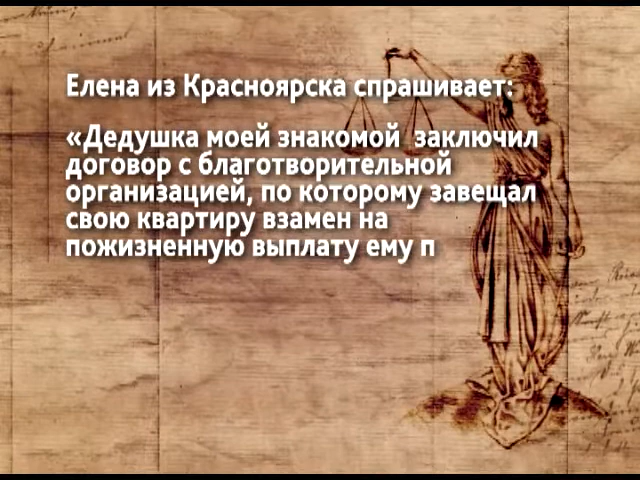 Елена из Красноярска спрашивает:
«Дедушка моей знакомой заключил
договор с благотворительной
организацией, по которому завещал
свою квартиру взамен на
пожизненную выплату ему п